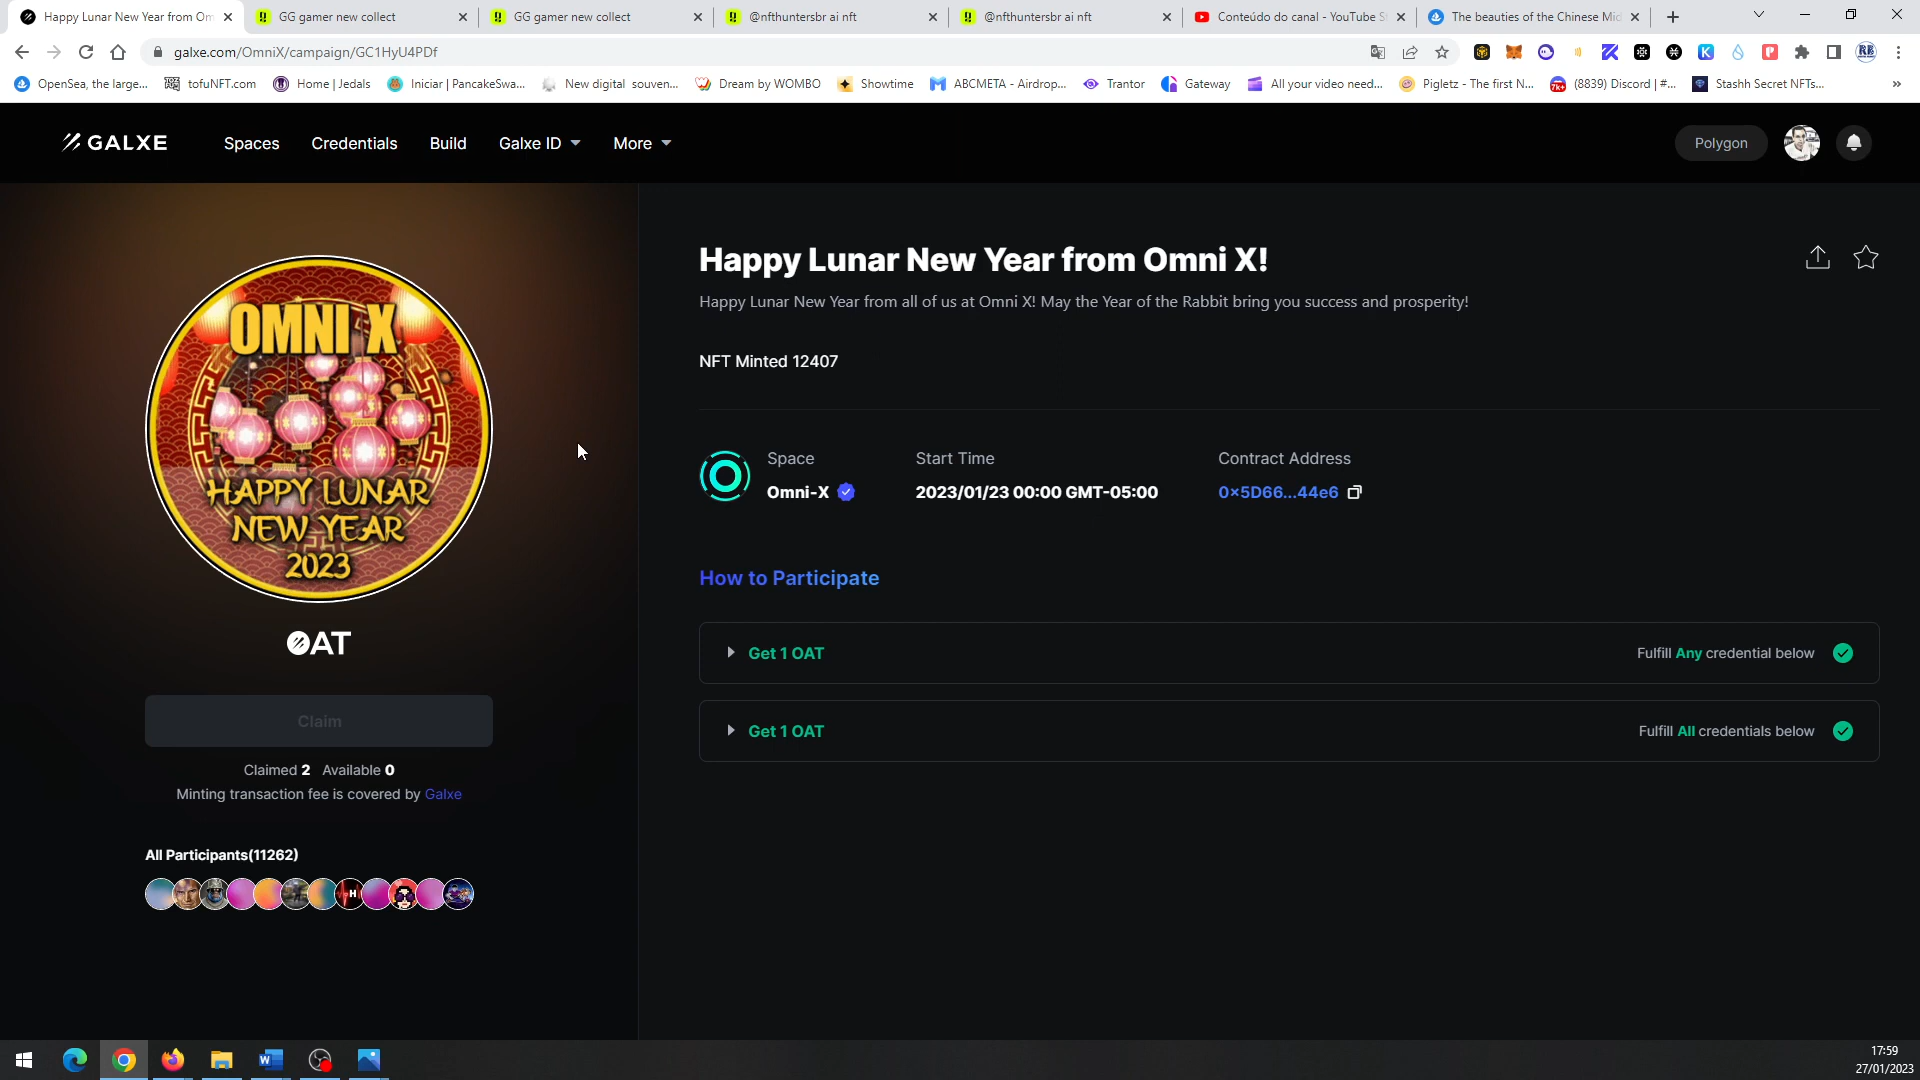 Happy Lunar New Year from Om
GG gamer new collect
GG gamer new collect
@nfthuntersbr ai nft
@nfthuntersbr ai nft
Conteúdo do canal - YouTube S
The beauties of the Chinese Mid
galxe.com/OmniX/campaign/GC1HyU4PDf
OpenSea, the large...
tofuNFT.com
Home | Jedals
Iniciar | PancakeSwa...
New digital souven...
Dream by WOMBO
Showtime
ABCMETA - Airdrop...
Trantor
Gateway
All your video need...
Pigletz - The first N...
(8839) Discord | #...
Stashh Secret NFTs...
GALXE
Spaces
Credentials
Build
Galxe ID
More
Polygon
OMNI X
HAPPY LUNAR
NEW YEAR
2023
OAT
Claim
Claimed 2 Available 0
Minting transaction fee is covered by Galxe
All Participants(11262)
Happy Lunar New Year from Omni X!
Happy Lunar New Year from all of us at Omni X! May the Year of the Rabbit bring you success and prosperity!
NFT Minted 12407
Space
Omni-X
Start Time
2023/01/23 00:00 GMT-05:00
Contract Address
0x5D66...44e6
How to Participate
Get 1 OAT
Fulfill Any credential below
Get 1 OAT
Fulfill All credentials below
17:59
27/01/2023